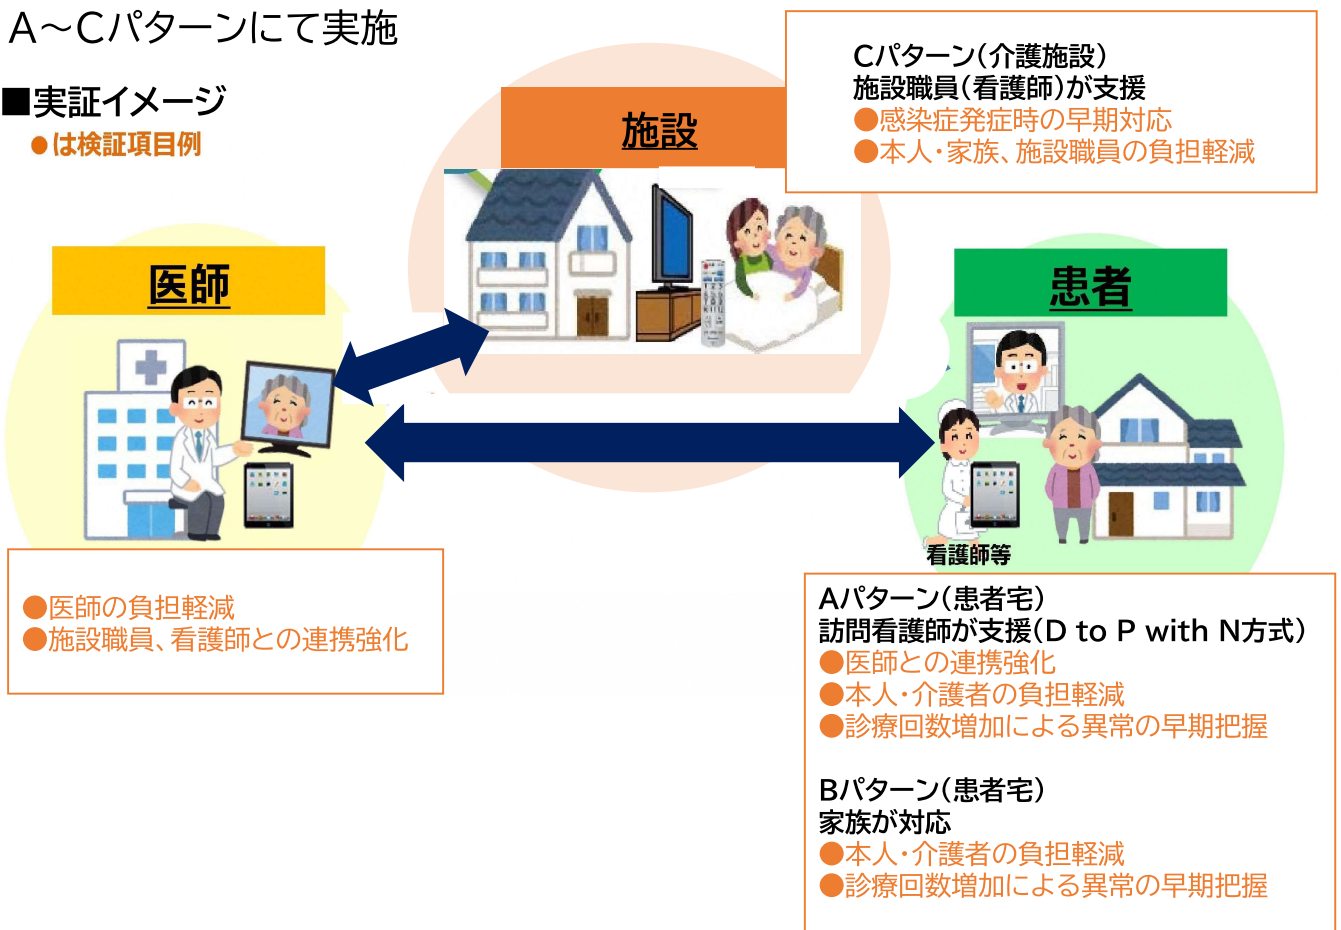 A～Cパターンにて実施
■実証イメージ
●は検証項目例
施設
Cパターン（介護施設）
施設職員（看護師）が支援
●感染症発症時の早期対応
●本人・家族、施設職員の負担軽減
医師
●医師の負担軽減
●施設職員、看護師との連携強化
患者
看護師等
Aパターン（患者宅）
訪問看護師が支援（D to P with N方式）
●医師との連携強化
●本人・介護者の負担軽減
●診療回数増加による異常の早期把握
Bパターン（患者宅）
家族が対応
●本人・介護者の負担軽減
●診療回数増加による異常の早期把握